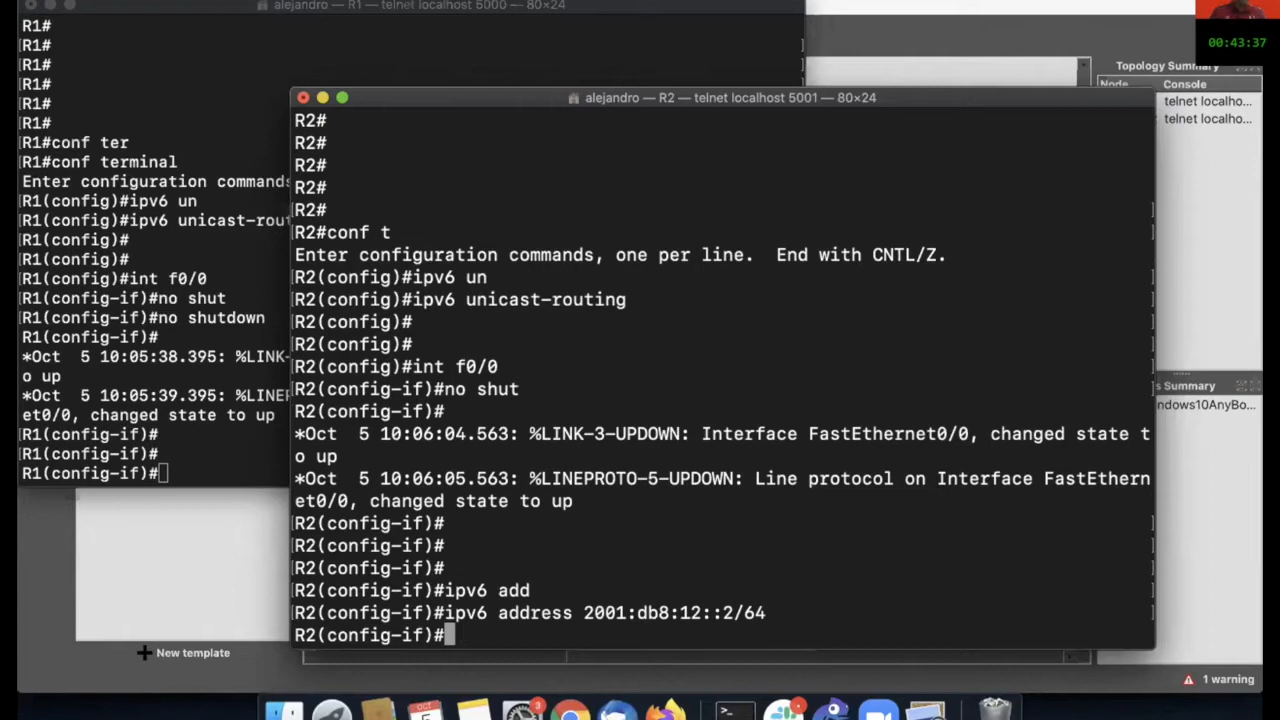 alejandro — R1 — telnet localhost 5000 — 80×24
R1#
R1#
R1#
R1#
R1#
R1#
R1#conf ter
R1#conf terminal
Enter configuration commands
R1(config)#ipv6 un
R1(config)#ipv6 unicast-rout
R1(config)#
R1(config)#
R1(config)#int f0/0
R1(config-if)#no shut
R1(config-if)#no shutdown
R1(config-if)#
*Oct  5 10:05:38.395: %LINK-
o up
*Oct  5 10:05:39.395: %LINEP
et0/0, changed state to up
R1(config-if)#
R1(config-if)#
R1(config-if)#
alejandro — R2 — telnet localhost 5001 — 80×24
R2#
R2#
R2#
R2#
R2#
R2#conf t
Enter configuration commands, one per line.  End with CNTL/Z.
R2(config)#ipv6 un
R2(config)#ipv6 unicast-routing
R2(config)#
R2(config)#
R2(config)#int f0/0
R2(config-if)#no shut
R2(config-if)#
*Oct  5 10:06:04.563: %LINK-3-UPDOWN: Interface FastEthernet0/0, changed state t
o up
*Oct  5 10:06:05.563: %LINEPROTO-5-UPDOWN: Line protocol on Interface FastEthern
et0/0, changed state to up
R2(config-if)#
R2(config-if)#
R2(config-if)#
R2(config-if)#ipv6 add
R2(config-if)#ipv6 address 2001:db8:12::2/64
R2(config-if)#
00:43:37
Topology Summary
Node Console
telnet localho...
telnet localho...
s Summary
ndows10AnyBo...
New template
1 warning
OCT
5
3